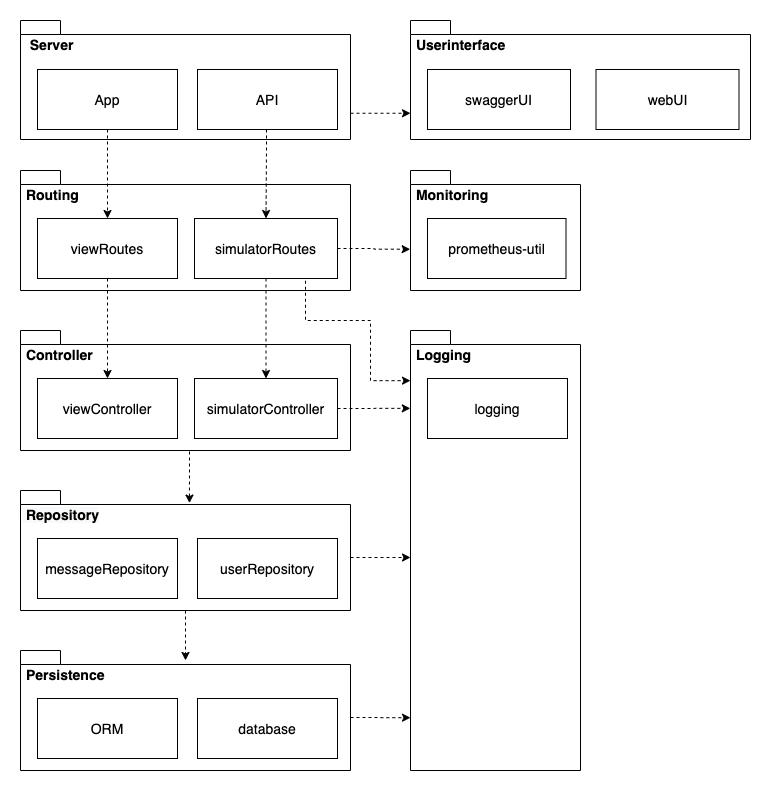 Server
App
API
Userinterface
swaggerUI
webUI
Routing
viewRoutes
simulatorRoutes
Monitoring
prometheus-util
Controller
viewController
simulatorController
Logging
logging
Repository
messageRepository
userRepository
Persistence
ORM
database